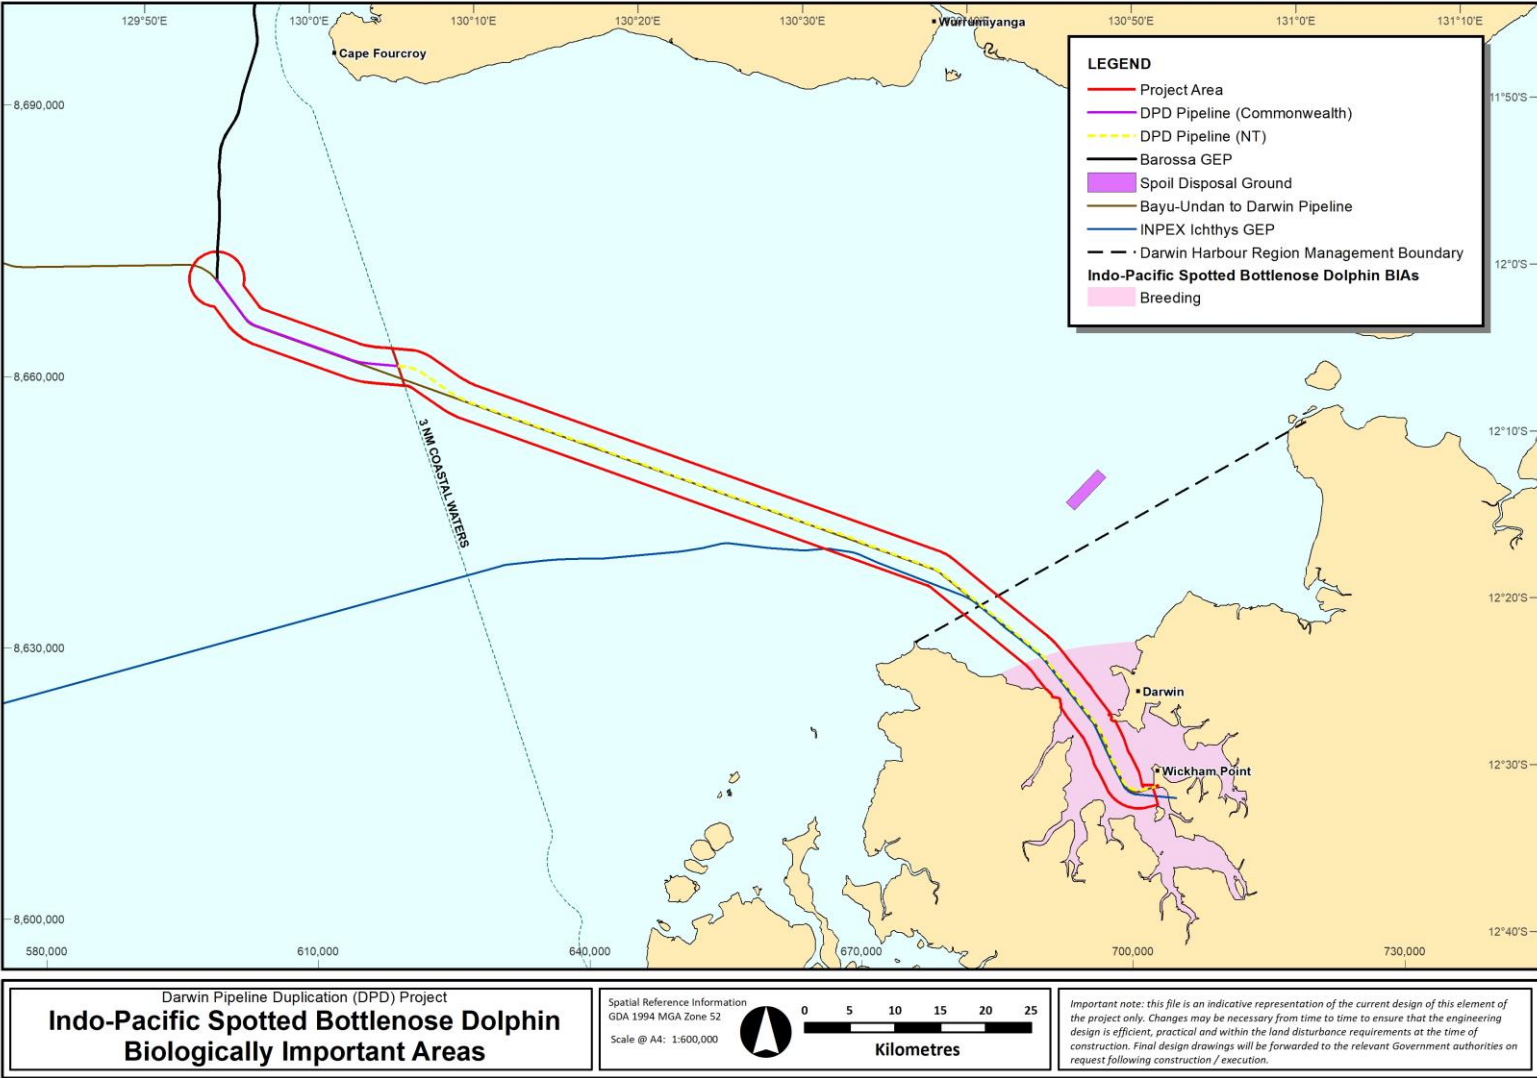 129°50'E 130°0'E 130°10'E 130°20'E 130°30'E 130°40'E 130°50'E 131°0'E 131°10'E
Wurrumiyanga
Cape Fourcroy
LEGEND
Project Area
DPD Pipeline (Commonwealth)
DPD Pipeline (NT)
Barossa GEP
Spoil Disposal Ground
Bayu-Undan to Darwin Pipeline
INPEX Ichthys GEP
Darwin Harbour Region Management Boundary
Indo-Pacific Spotted Bottlenose Dolphin BIAs
Breeding
8,690,000
11°50'S
12°0'S
8,660,000
12°10'S
3 NM COASTAL WATERS
12°20'S
8,630,000
Darwin
Wickham Point
12°30'S
8,600,000
12°40'S
580,000 610,000 640,000 670,000 700,000 730,000
Darwin Pipeline Duplication (DPD) Project
Indo-Pacific Spotted Bottlenose Dolphin
Biologically Important Areas
Spatial Reference Information
GDA 1994 MGA Zone 52
Scale @ A4: 1:600,000
0 5 10 15 20 25
Kilometres
Important note: this file is an indicative representation of the current design of this element of
the project only. Changes may be necessary from time to time to ensure that the engineering
design is efficient, practical and within the land disturbance requirements at the time of
construction. Final design drawings will be forwarded to the relevant Government authorities on
request following construction / execution.